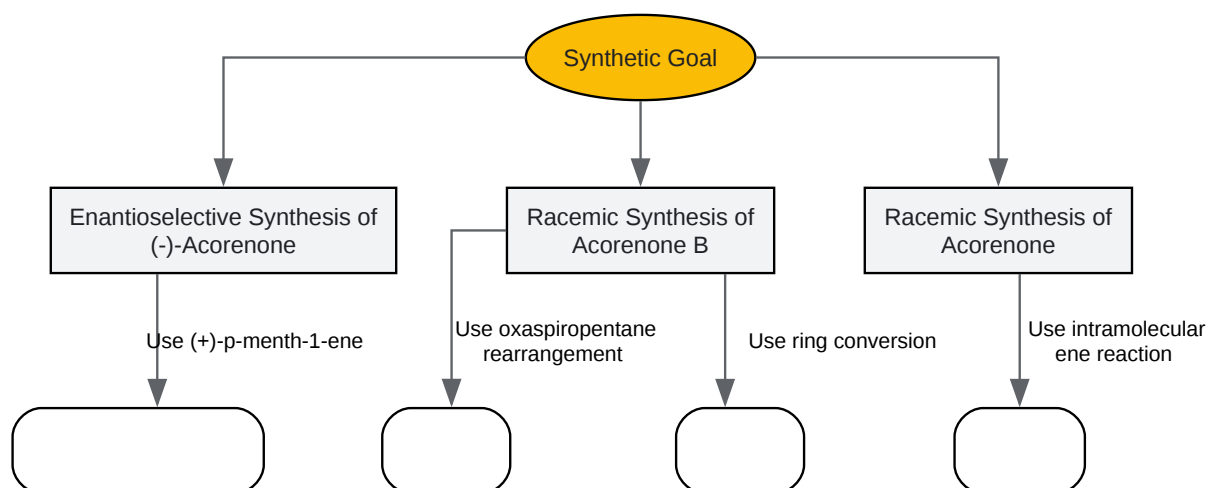 Synthetic Goal
Enantioselective Synthesis of
(-)-Acorenone
Racemic Synthesis of
Acorenone B
Racemic Synthesis of
Acorenone
Use (+)-p-menth-1-ene
Use oxaspiropentane
rearrangement
Use ring conversion
Use intramolecular
ene reaction